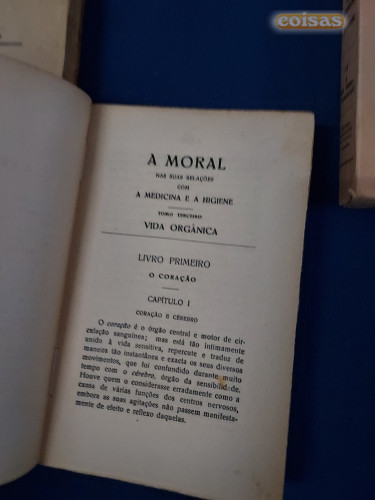 coisas
A MORAL
NAS SUAS RELAÇÕES
COM
A MEDICINA E A HIGIENE
TOMO TERCEIRO
VIDA ORGÂNICA
LIVRO PRIMEIRO
O CORAÇÃO
CAPÍTULO I
CORAÇÃO E CÉREBRO
O coração é o órgão central e motor de cir-
culação sanguínea; mas está tão intimamente
unido à vida sensitiva, repercute e traduz de
maneira tão instantânea e exacta os seus diversos
movimentos, que foi confundido durante muito
tempo com o cérebro, órgão da sensibilidade.
Houve quem o considerasse erradamente como a
causa de várias funções dos centros nervosos,
embora as suas agitações não passem manifesta-
mente de efeito e reflexo daquelas.